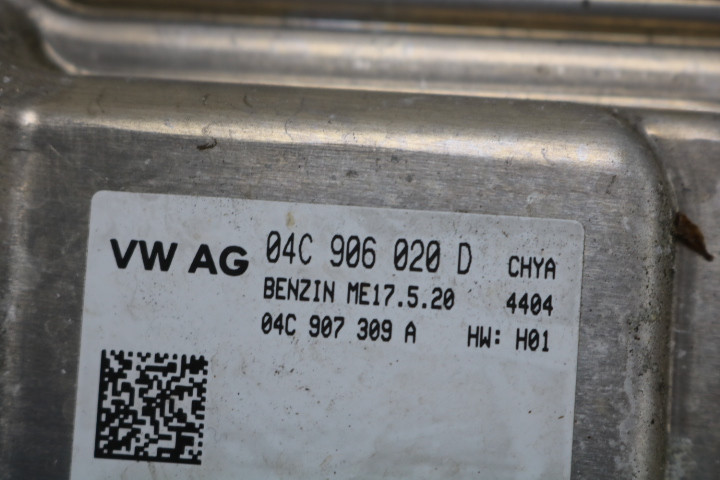 VW AG 04C 906 020 D CHYA
BENZIN ME17.5.20 4404
04C 907 309 A HW: H01